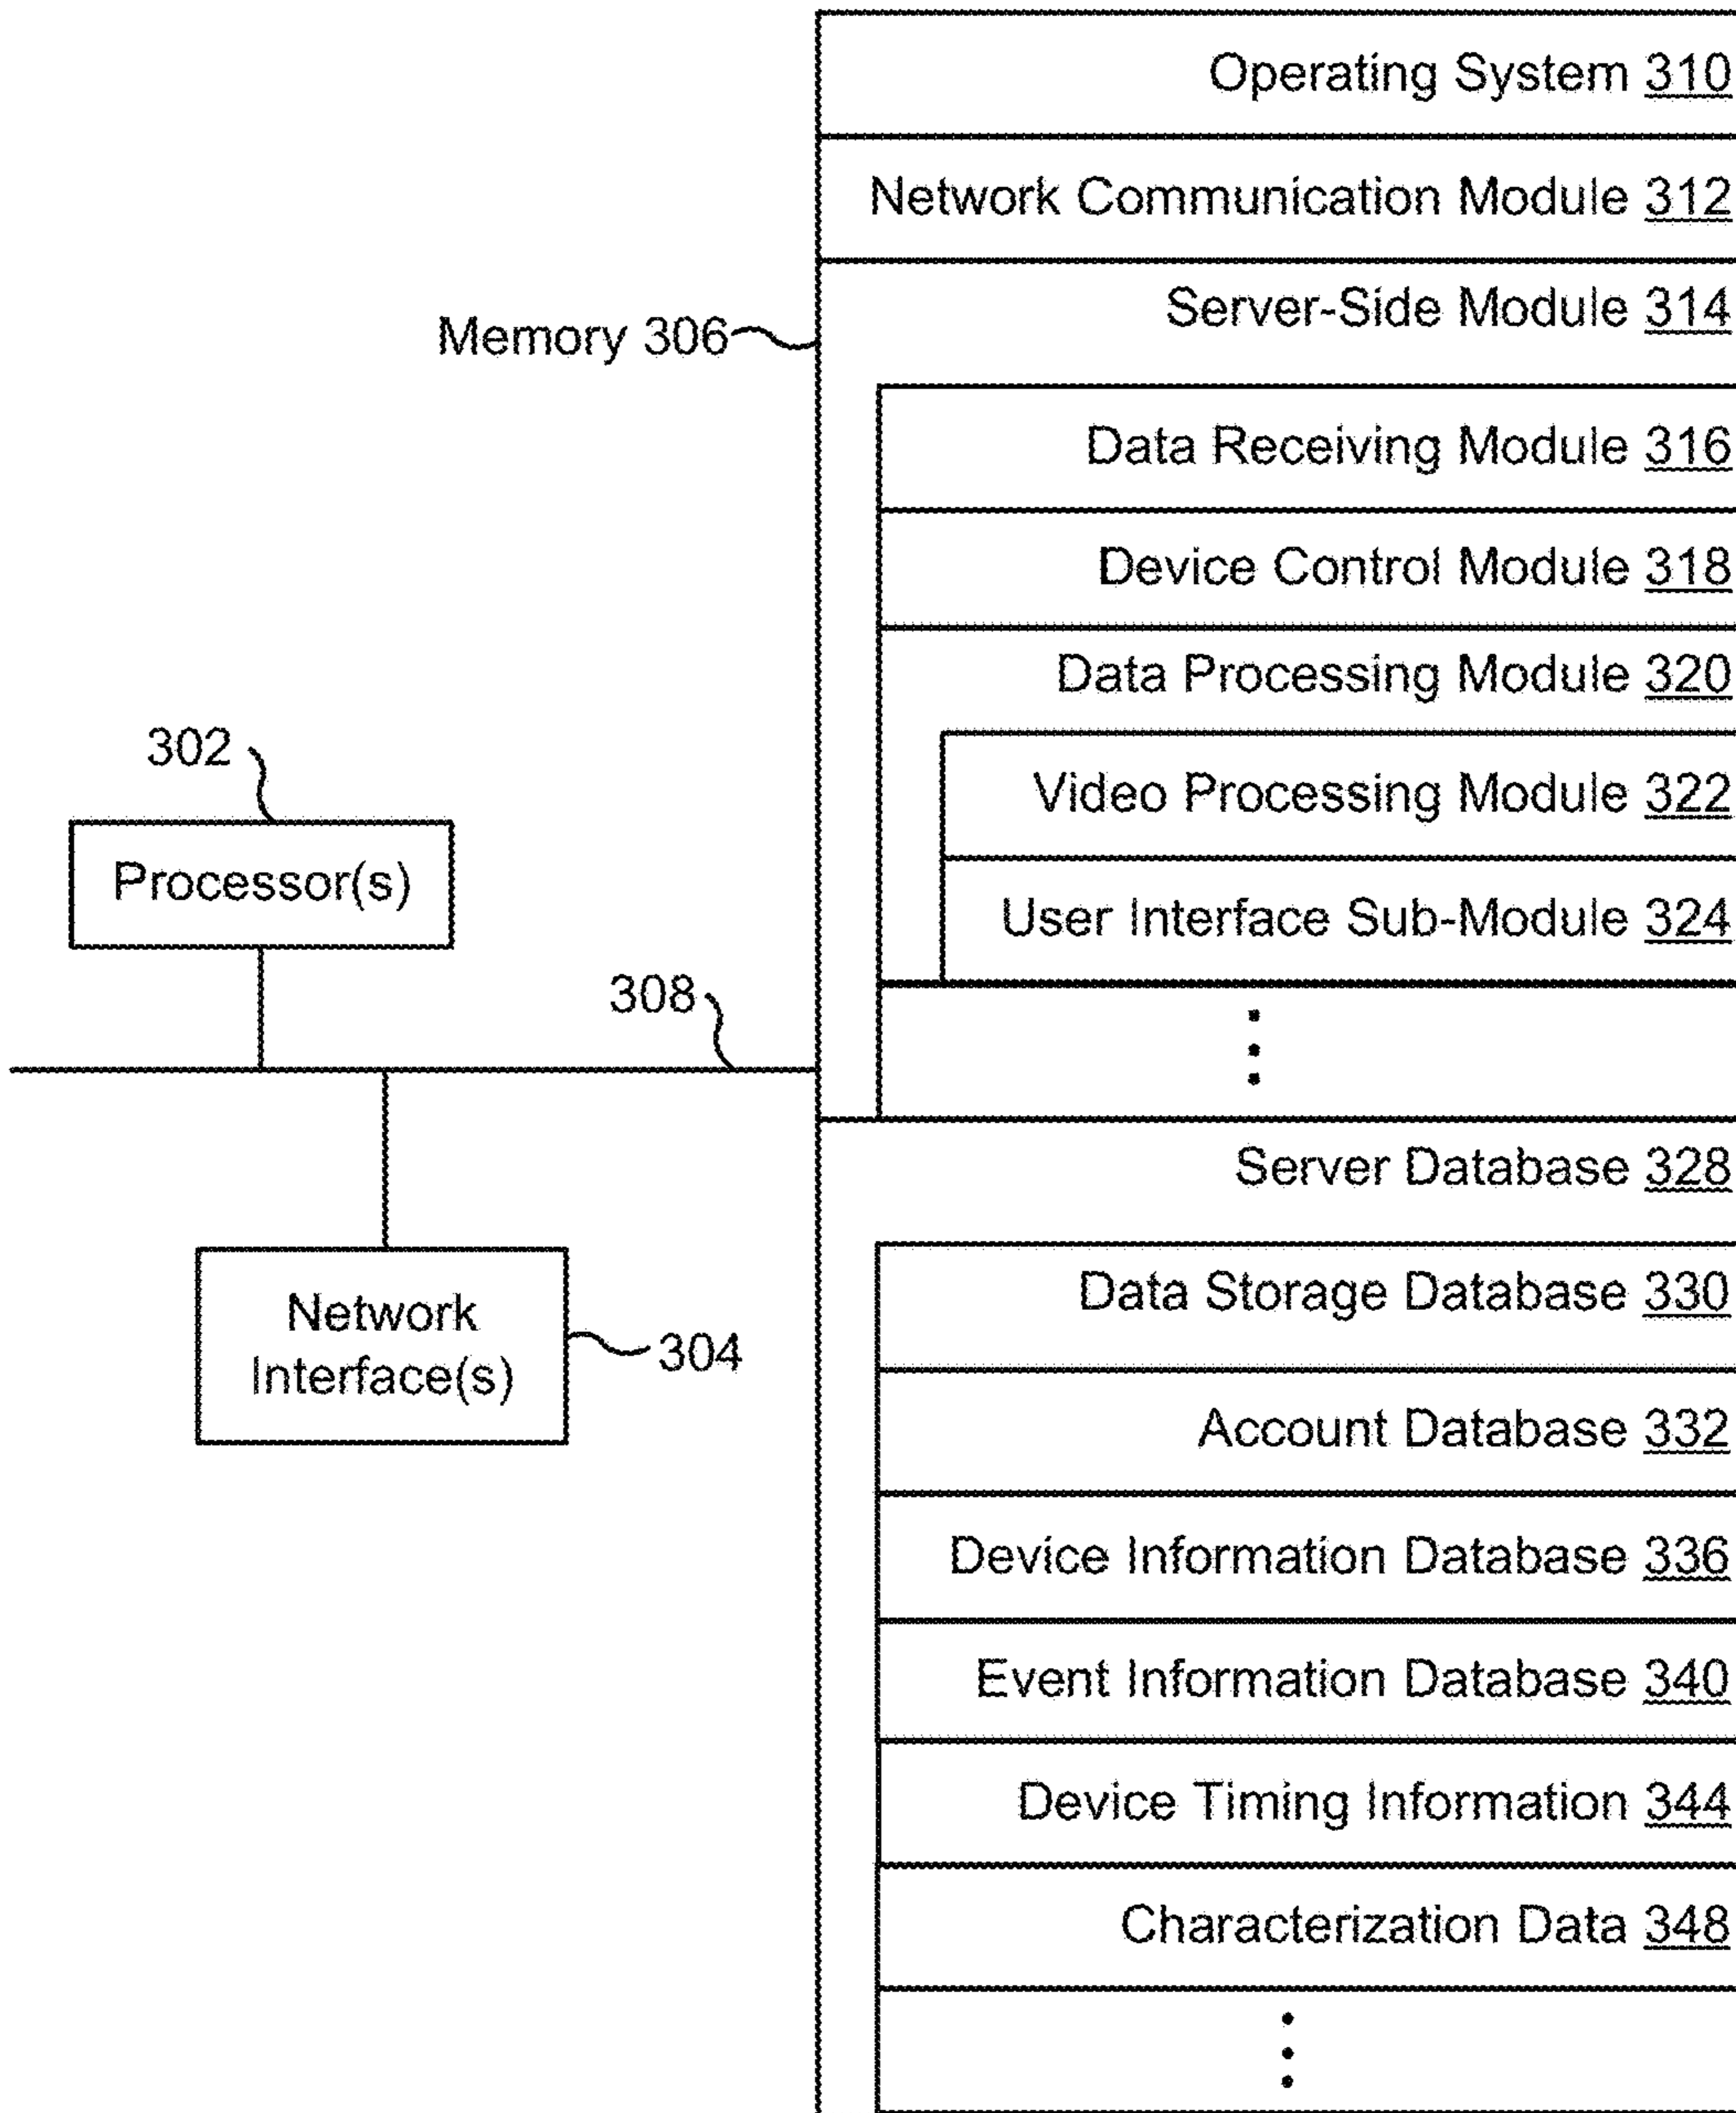 Operating System 310
Network Communication Module 312
Server-Side Module 314
Memory 306
Data Receiving Module 316
Device Control Module 318
Data Processing Module 320
302
Video Processing Module 322
Processor(s)
User Interface Sub-Module 324
308
Server Database 328
Data Storage Database 330
Network
Interface(s)
304
Account Database 332
Device Information Database 336
Event Information Database 340
Device Timing Information 344
Characterization Data 348